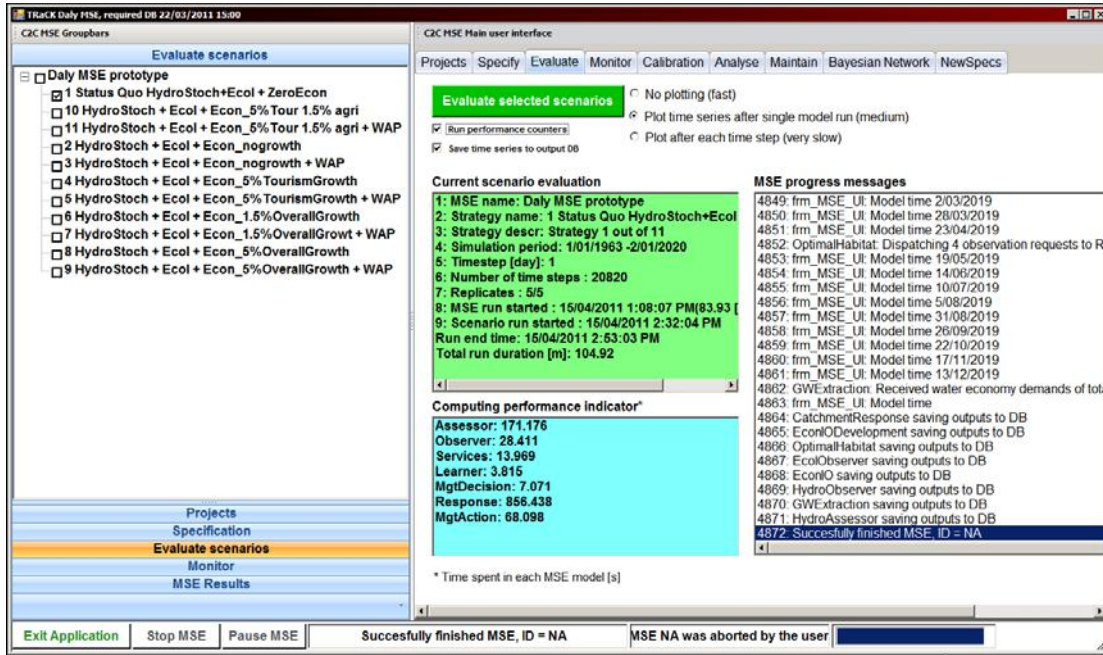 TRaCK Daly MSE, required DB 22/03/2011 15:00
C2C MSE Groupbars
Evaluate scenarios
Daly MSE prototype
1 Status Quo HydroStoch+Ecol + ZeroEcon
10 HydroStoch + Ecol + Econ_5%Tour 1.5% agri
11 HydroStoch + Ecol + Econ_5%Tour 1.5% agri + WAP
2 HydroStoch + Ecol + Econ_nogrowth
3 HydroStoch + Ecol + Econ_nogrowth + WAP
4 HydroStoch + Ecol + Econ_5%TourismGrowth
5 HydroStoch + Ecol + Econ_5%TourismGrowth + WAP
6 HydroStoch + Ecol + Econ_1.5%OverallGrowth
7 HydroStoch + Ecol + Econ_1.5%OverallGrowt + WAP
8 HydroStoch + Ecol + Econ_5%OverallGrowth
9 HydroStoch + Ecol + Econ_5%OverallGrowth + WAP
Projects
Specification
Evaluate scenarios
Monitor
MSE Results
C2C MSE Main user interface
Projects Specify Evaluate Monitor Calibration Analyse Maintain Bayesian Network NewSpecs
Evaluate selected scenarios
Run performance counters
Save time series to output DB
No plotting (fast)
Plot time series after single model run (medium)
Plot after each time step (very slow)
Current scenario evaluation
1: MSE name: Daly MSE prototype
2: Strategy name: 1 Status Quo HydroStoch+Ecol
3: Strategy descr: Strategy 1 out of 11
4: Simulation period: 1/01/1963 -2/01/2020
5: Timestep [day]: 1
6: Number of time steps : 20820
7: Replicates : 5/5
8: MSE run started : 15/04/2011 1:08:07 PM(83.93 [
9: Scenario run started : 15/04/2011 2:32:04 PM
Run end time: 15/04/2011 2:53:03 PM
Total run duration [m]: 104.92
Computing performance indicator*
Assessor: 171.176
Observer: 28.411
Services: 13.969
Learner: 3.815
MgtDecision: 7.071
Response: 856.438
MgtAction: 68.098
* Time spent in each MSE model [s]
MSE progress messages
4849: frm_MSE_UI: Model time 2/03/2019
4850: frm_MSE_UI: Model time 28/03/2019
4851: frm_MSE_UI: Model time 23/04/2019
4852: OptimalHabitat: Dispatching 4 observation requests to R
4853: frm_MSE_UI: Model time 19/05/2019
4854: frm_MSE_UI: Model time 14/06/2019
4855: frm_MSE_UI: Model time 10/07/2019
4856: frm_MSE_UI: Model time 5/08/2019
4857: frm_MSE_UI: Model time 31/08/2019
4858: frm_MSE_UI: Model time 26/09/2019
4859: frm_MSE_UI: Model time 22/10/2019
4860: frm_MSE_UI: Model time 17/11/2019
4861: frm_MSE_UI: Model time 13/12/2019
4862: GWExtraction: Received water economy demands of tota
4863: frm_MSE_UI: Model time
4864: CatchmentResponse saving outputs to DB
4865: EconIODevelopment saving outputs to DB
4866: OptimalHabitat saving outputs to DB
4867: EcolObserver saving outputs to DB
4868: EconIO saving outputs to DB
4869: HydroObserver saving outputs to DB
4870: GWExtraction saving outputs to DB
4871: HydroAssessor saving outputs to DB
4872: Succesfully finished MSE, ID = NA
Exit Application Stop MSE Pause MSE Succesfully finished MSE, ID = NA MSE NA was aborted by the user